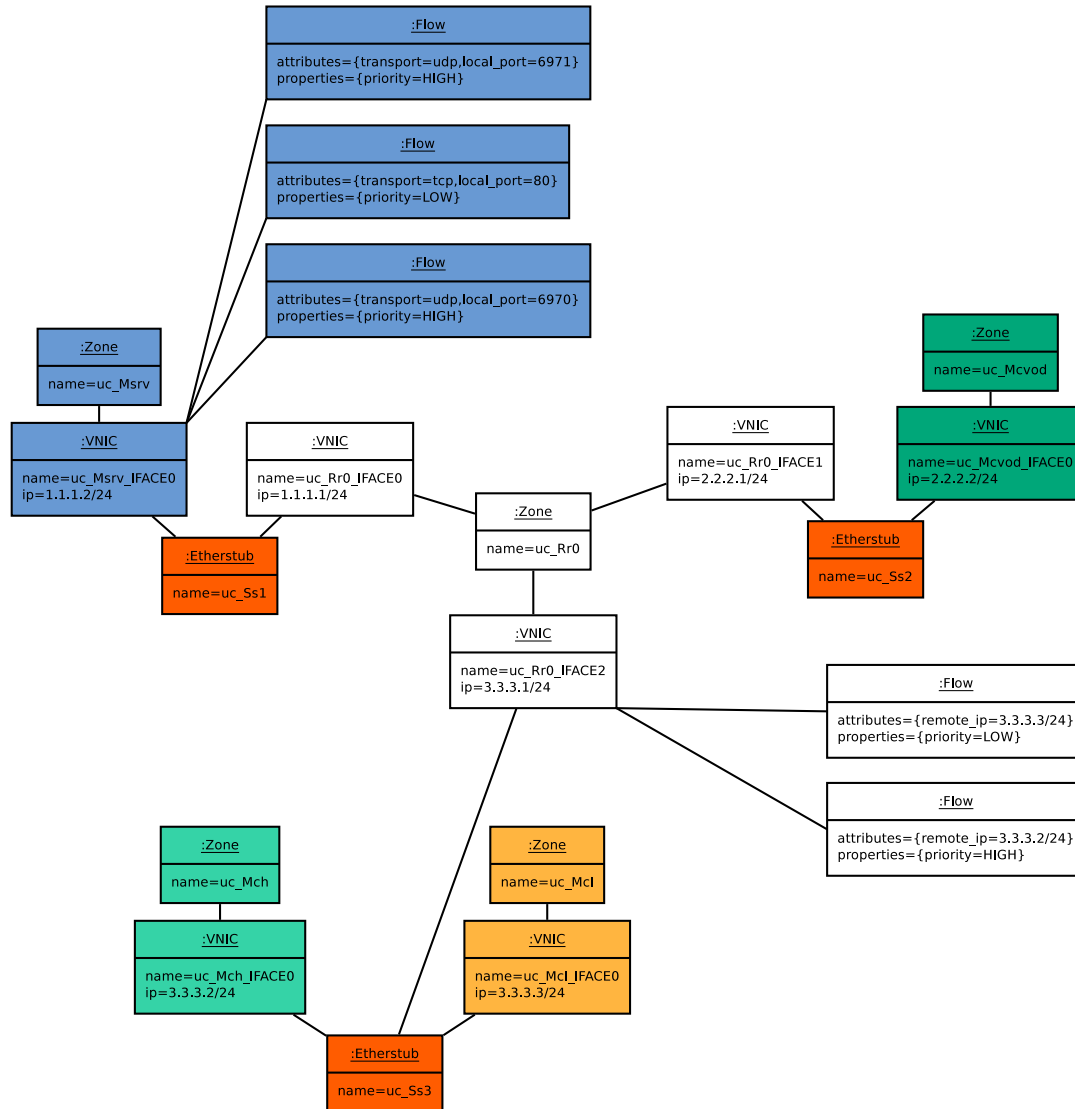 :Flow
attributes={transport=udp,local_port=6971}
properties={priority=HIGH}
:Flow
attributes={transport=tcp,local_port=80}
properties={priority=LOW}
:Flow
attributes={transport=udp,local_port=6970}
properties={priority=HIGH}
:Zone
name=uc_Msrv
:Zone
name=uc_Mcvod
:VNIC
name=uc_Msrv_IFACE0
ip=1.1.1.2/24
:VNIC
name=uc_Rr0_IFACE0
ip=1.1.1.1/24
:VNIC
name=uc_Rr0_IFACE1
ip=2.2.2.1/24
:VNIC
name=uc_Mcvod_IFACE0
ip=2.2.2.2/24
:Zone
name=uc_Rr0
:Etherstub
name=uc_Ss1
:Etherstub
name=uc_Ss2
:VNIC
name=uc_Rr0_IFACE2
ip=3.3.3.1/24
:Flow
attributes={remote_ip=3.3.3.3/24}
properties={priority=LOW}
:Flow
attributes={remote_ip=3.3.3.2/24}
properties={priority=HIGH}
:Zone
name=uc_Mch
:Zone
name=uc_Mcl
:VNIC
name=uc_Mch_IFACE0
ip=3.3.3.2/24
:VNIC
name=uc_Mcl_IFACE0
ip=3.3.3.3/24
:Etherstub
name=uc_Ss3